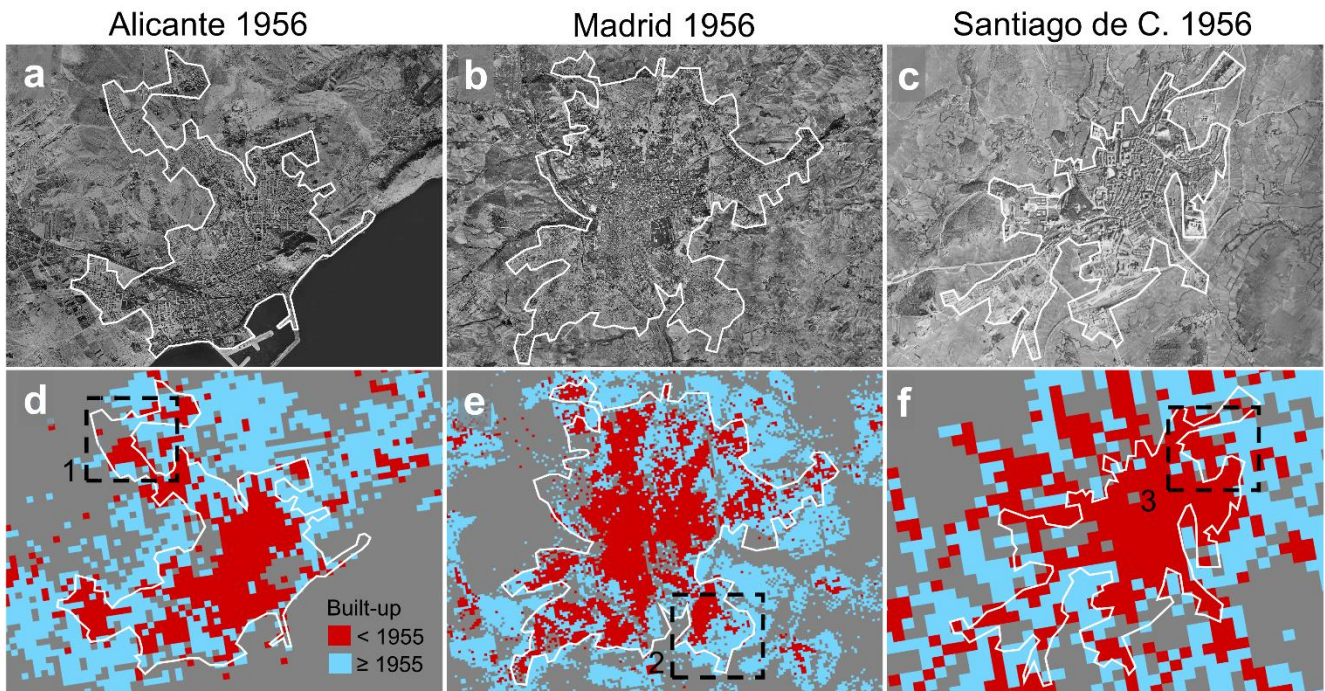 Alicante 1956
Madrid 1956
Santiago de C. 1956
a
b
c
d
e
f
1
2
3
Built-up
< 1955
≥ 1955